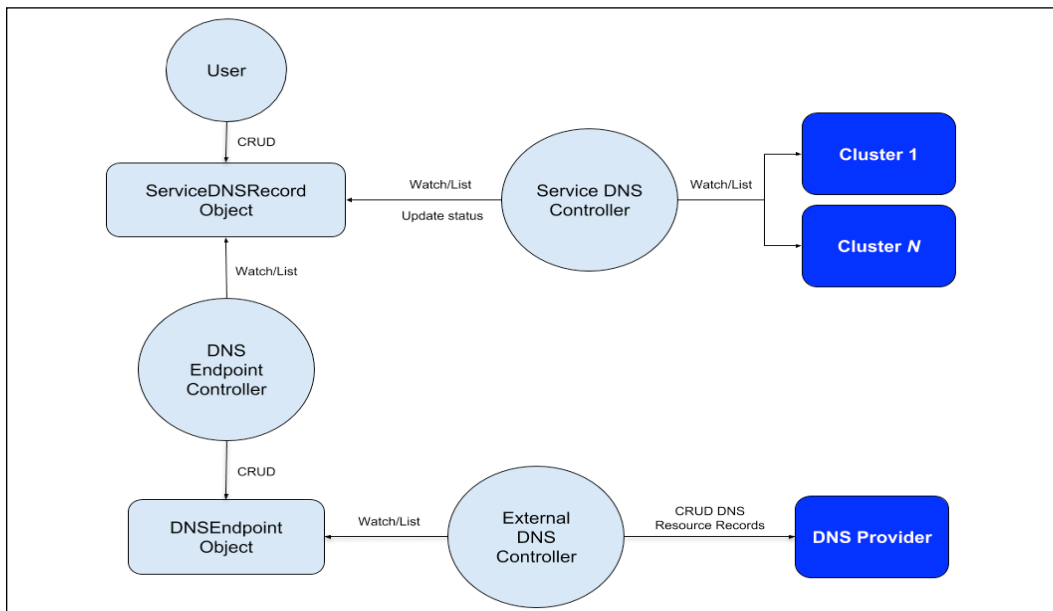 User
CRUD
ServiceDNSRecord
Object
Watch/List
Update status
Service DNS
Controller
Watch/List
Cluster 1
Cluster N
Watch/List
DNS
Endpoint
Controller
CRUD
DNSEndpoint
Object
Watch/List
External
DNS
Controller
CRUD DNS
Resource Records
DNS Provider